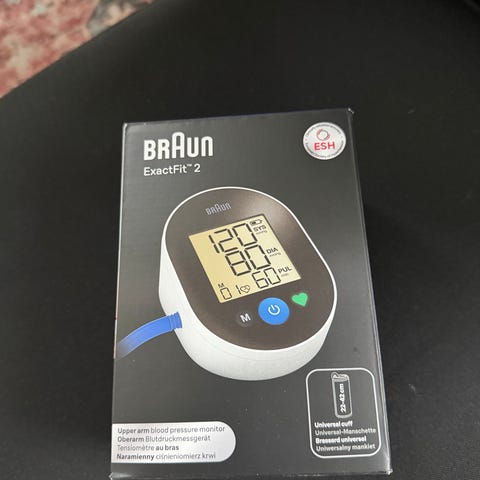 BRAUN
ExactFit™ 2
ESH
BRAUN
120 SYS
80 DIA
M 01 60 PUL
M
Upper arm blood pressure monitor
Oberarm Blutdruckmessgerät
Tensiomètre au bras
Naramienny ciśnieniomierz krwi
22-42 cm
Universal cuff
Universal-Manschette
Brassard universel
Uniwersalny mankiet